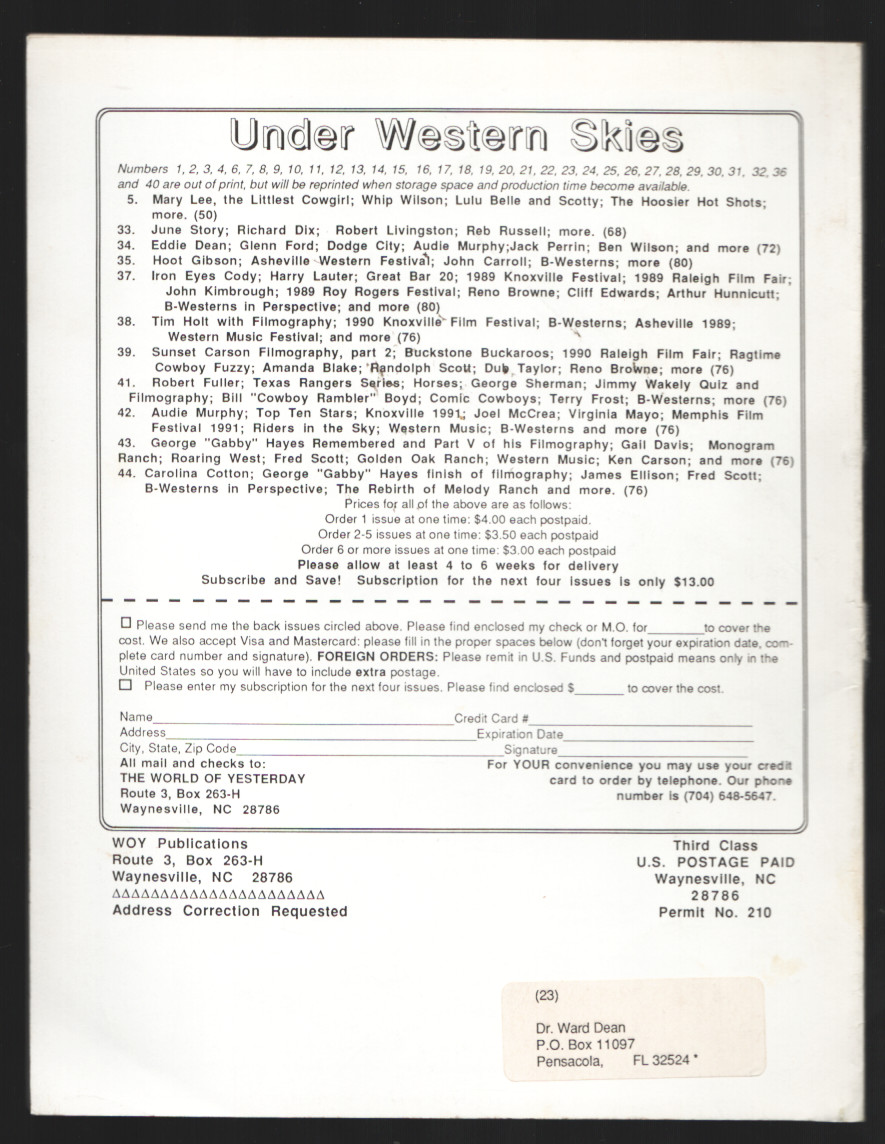 Under Western Skies
Numbers 1, 2, 3, 4, 6, 7, 8, 9, 10, 11, 12, 13, 14, 15, 16, 17, 18, 19, 20, 21, 22, 23, 24, 25, 26, 27, 28, 29, 30, 31, 32, 36
and 40 are out of print, but will be reprinted when storage space and production time become available.
5. Mary Lee, the Littlest Cowgirl; Whip Wilson; Lulu Belle and Scotty; The Hoosier Hot Shots;
more. (50)
33. June Story; Richard Dix; Robert Livingston; Reb Russell; more. (68)
34. Eddie Dean; Glenn Ford; Dodge City; Audie Murphy;Jack Perrin; Ben Wilson; and more (72)
35. Hoot Gibson; Asheville Western Festival; John Carroll; B-Westerns; more (80)
37. Iron Eyes Cody; Harry Lauter; Great Bar 20; 1989 Knoxville Festival; 1989 Raleigh Film Fair;
John Kimbrough; 1989 Roy Rogers Festival; Reno Browne; Cliff Edwards; Arthur Hunnicutt;
B-Westerns in Perspective; and more (80)
38. Tim Holt with Filmography; 1990 Knoxville Film Festival; B-Westerns; Asheville 1989;
Western Music Festival; and more (76)
39. Sunset Carson Filmography, part 2; Buckstone Buckaroos; 1990 Raleigh Film Fair; Ragtime
Cowboy Fuzzy; Amanda Blake; Randolph Scott; Dub Taylor; Reno Browne; more (76)
41. Robert Fuller; Texas Rangers Series; Horses; George Sherman; Jimmy Wakely Quiz and
Filmography; Bill "Cowboy Rambler" Boyd; Comic Cowboys; Terry Frost; B-Westerns; more (76)
42. Audie Murphy; Top Ten Stars; Knoxville 1991; Joel McCrea; Virginia Mayo; Memphis Film
Festival 1991; Riders in the Sky; Western Music; B-Westerns and more (76)
43. George "Gabby" Hayes Remembered and Part V of his Filmography; Gail Davis; Monogram
Ranch; Roaring West; Fred Scott; Golden Oak Ranch; Western Music; Ken Carson; and more (76)
44. Carolina Cotton; George "Gabby" Hayes finish of filmography; James Ellison; Fred Scott;
B-Westerns in Perspective; The Rebirth of Melody Ranch and more. (76)
Prices for all of the above are as follows:
Order 1 issue at one time: $4.00 each postpaid.
Order 2-5 issues at one time: $3.50 each postpaid
Order 6 or more issues at one time: $3.00 each postpaid
Please allow at least 4 to 6 weeks for delivery
Subscribe and Save! Subscription for the next four issues is only $13.00
☐ Please send me the back issues circled above. Please find enclosed my check or M.O. for________to cover the
cost. We also accept Visa and Mastercard: please fill in the proper spaces below (don't forget your expiration date, com-
plete card number and signature). FOREIGN ORDERS: Please remit in U.S. Funds and postpaid means only in the
United States so you will have to include extra postage.
☐ Please enter my subscription for the next four issues. Please find enclosed $_______ to cover the cost.
Name____________Credit Card #____________
Address____________Expiration Date____________
City, State, Zip Code____________Signature____________
All mail and checks to:
THE WORLD OF YESTERDAY
Route 3, Box 263-H
Waynesville, NC 28786
For YOUR convenience you may use your credit
card to order by telephone. Our phone
number is (704) 648-5647.
WOY Publications
Route 3, Box 263-H
Waynesville, NC 28786
ΔΔΔΔΔΔΔΔΔΔΔΔΔΔΔΔΔΔΔΔΔΔ
Address Correction Requested
Third Class
U.S. POSTAGE PAID
Waynesville, NC
28786
Permit No. 210
(23)
Dr. Ward Dean
P.O. Box 11097
Pensacola, FL 32524 *